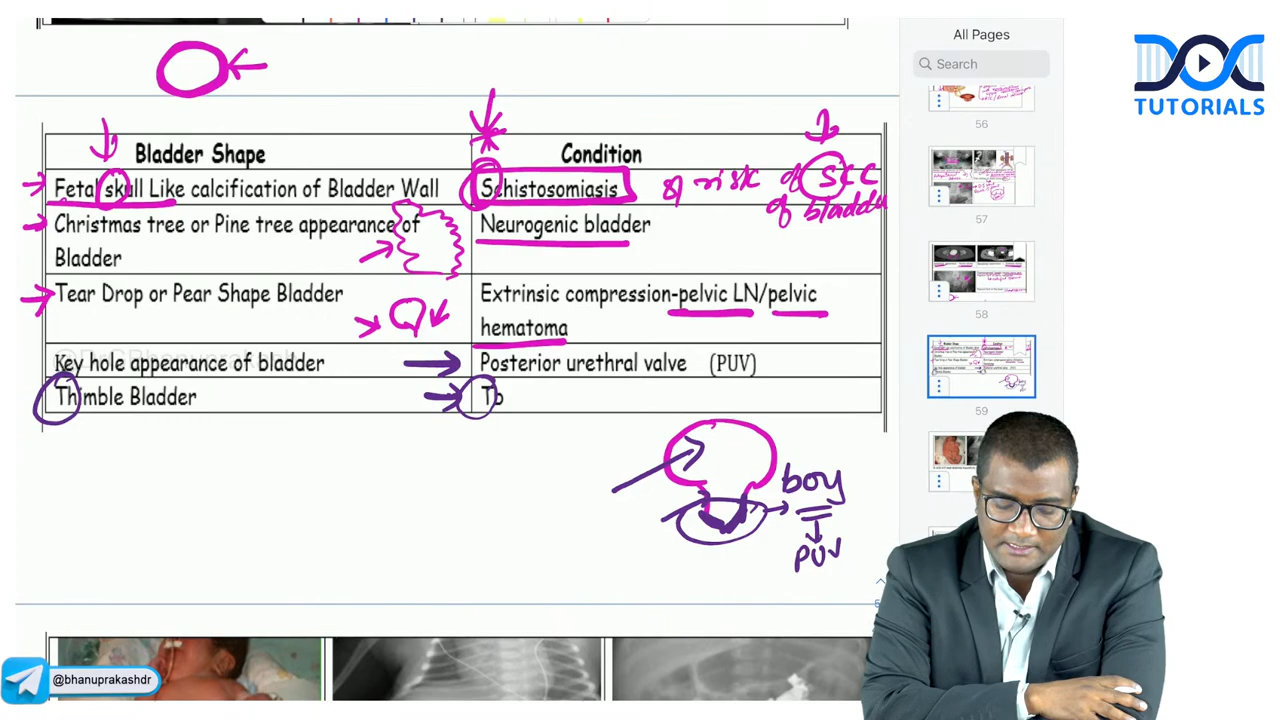 All Pages
Search
DOC
TUTORIALS
56
57
58
59
Bladder Shape Condition
Fetal skull Like calcification of Bladder Wall Schistosomiasis risk of SCC
of bladder
Christmas tree or Pine tree appearance of Neurogenic bladder
Bladder
Tear Drop or Pear Shape Bladder Extrinsic compression-pelvic LN/pelvic
hematoma
Key hole appearance of bladder Posterior urethral valve (PUV)
Thimble Bladder Tb
boy
PUV
@bhanuprakashdr